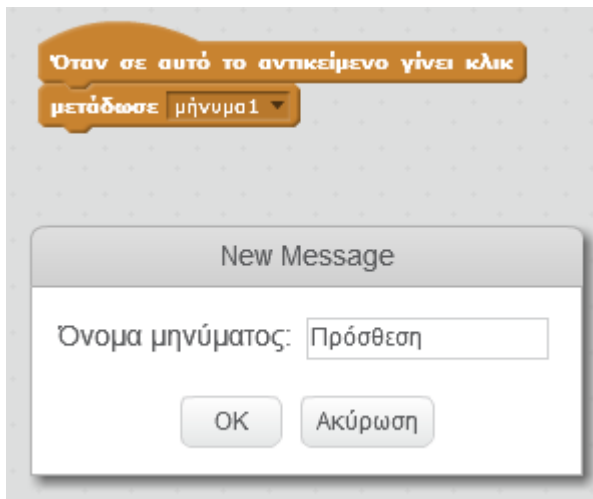 Όταν σε αυτό το αντικείμενο γίνει κλικ
μετάδωσε μήνυμα1
New Message
Όνομα μηνύματος: Πρόσθεση
OK Ακύρωση